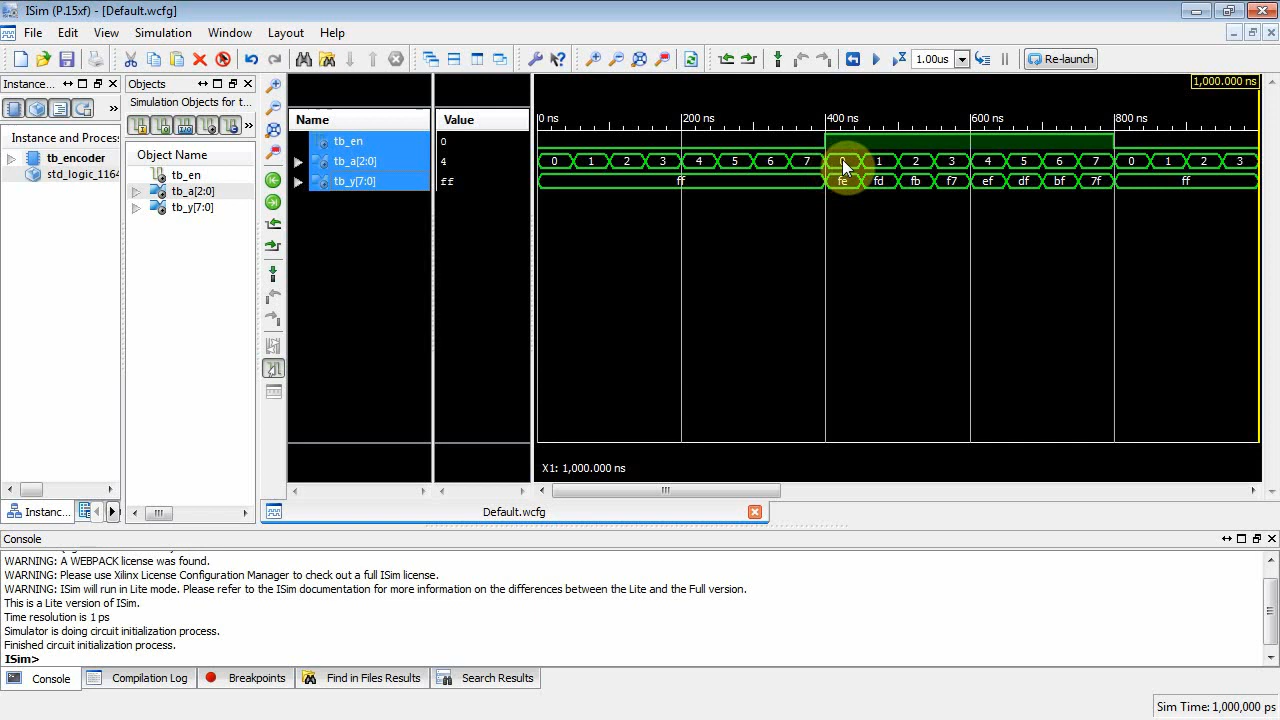 ISim (P.15xf) - [Default.wcfg]
File Edit View Simulation Window Layout Help
1.00us Re-launch
Instance...
Objects
Simulation Objects for t...
Instance and Proces
tb_encoder
std_logic_1164
Object Name
tb_en
tb_a[2:0]
tb_y[7:0]
Name Value
tb_en 0
tb_a[2:0] 4
tb_y[7:0] ff
1,000.000 ns
0 ns 200 ns 400 ns 600 ns 800 ns
0 1 2 3 4 5 6 7 0 1 2 3 4 5 6 7 0 1 2 3
ff fe fd fb f7 ef df bf 7f ff
X1: 1,000.000 ns
Instanc...
Default.wcfg
Console
WARNING: A WEBPACK license was found.
WARNING: Please use Xilinx License Configuration Manager to check out a full ISim license.
WARNING: ISim will run in Lite mode. Please refer to the ISim documentation for more information on the differences between the Lite and the Full version.
This is a Lite version of ISim.
Time resolution is 1 ps
Simulator is doing circuit initialization process.
Finished circuit initialization process.
ISim>
Console Compilation Log Breakpoints Find in Files Results Search Results
Sim Time: 1,000,000 ps